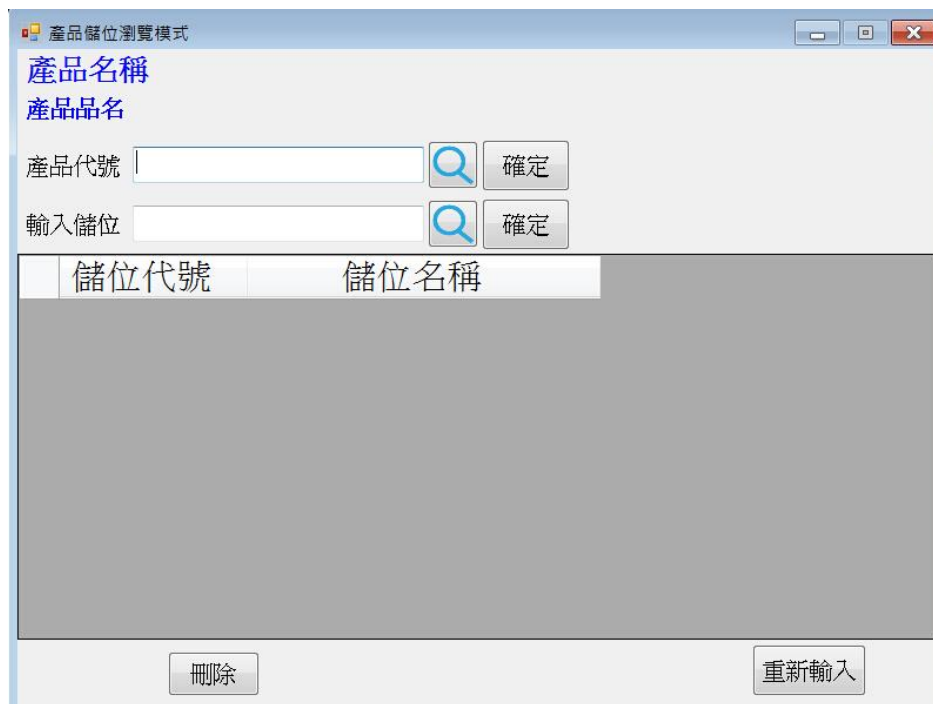 產品儲位瀏覽模式
產品名稱
產品品名
產品代號 確定
輸入儲位 確定
儲位代號 儲位名稱
刪除 重新輸入